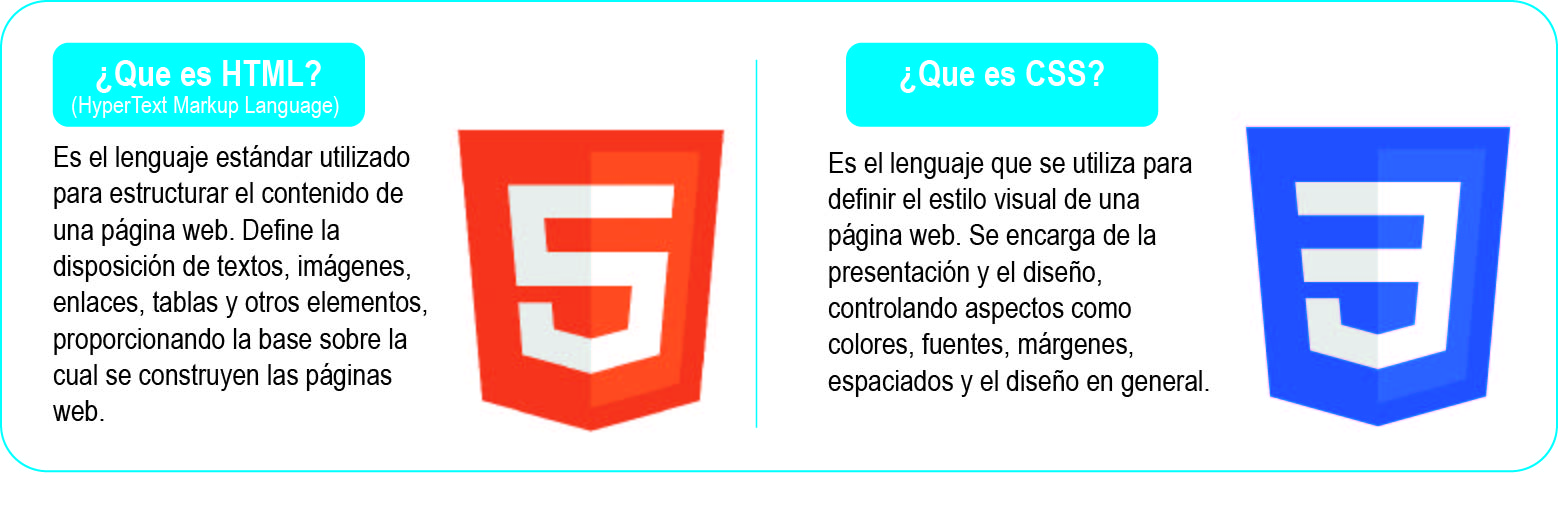 ¿Que es HTML?
(HyperText Markup Language)
Es el lenguaje estándar utilizado
para estructurar el contenido de
una página web. Define la
disposición de textos, imágenes,
enlaces, tablas y otros elementos,
proporcionando la base sobre la
cual se construyen las páginas
web.
5
¿Que es CSS?
Es el lenguaje que se utiliza para
definir el estilo visual de una
página web. Se encarga de la
presentación y el diseño,
controlando aspectos como
colores, fuentes, márgenes,
espaciados y el diseño en general.
3